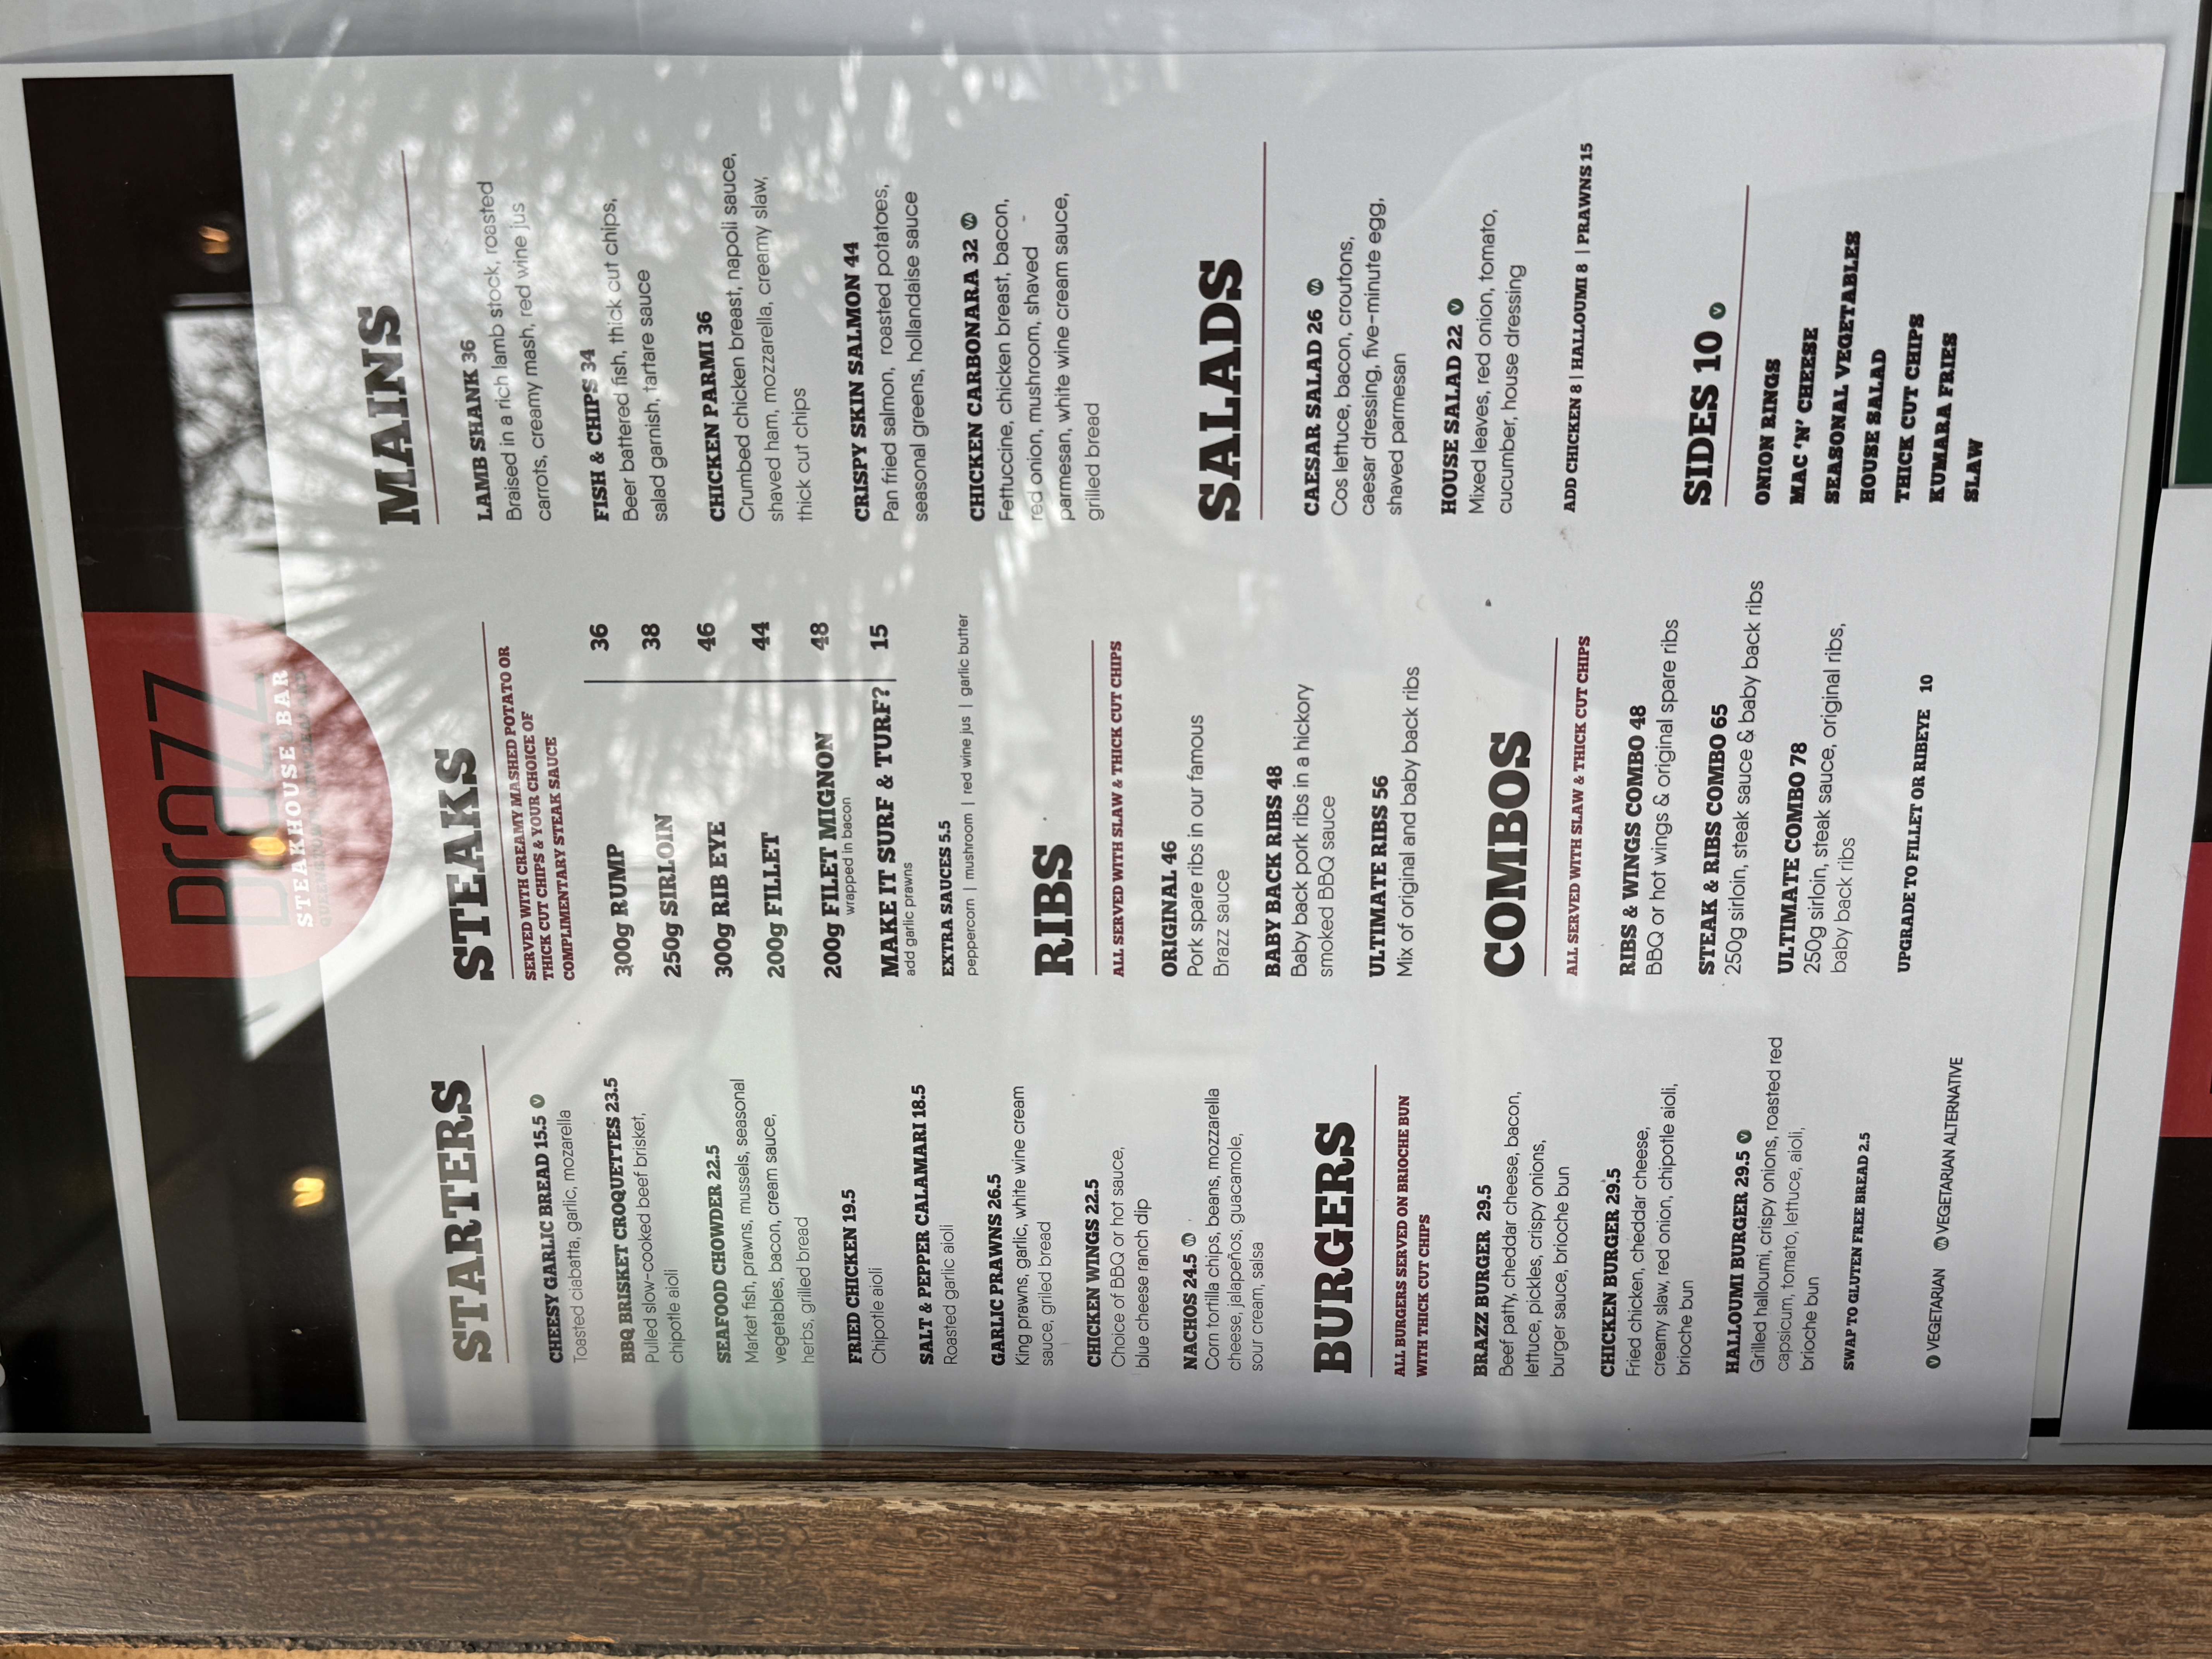 Brazz
STEAKHOUSE & BAR
QUEENSTOWN, NEW ZEALAND
STARTERS
CHEESY GARLIC BREAD 15.5 V
Toasted ciabatta, garlic, mozarella
BBQ BRISKET CROQUETTES 23.5
Pulled slow-cooked beef brisket,
chipotle aioli
SEAFOOD CHOWDER 22.5
Market fish, prawns, mussels, seasonal
vegetables, bacon, cream sauce,
herbs, grilled bread
FRIED CHICKEN 19.5
Chipotle aioli
SALT & PEPPER CALAMARI 18.5
Roasted garlic aioli
GARLIC PRAWNS 26.5
King prawns, garlic, white wine cream
sauce, griled bread
CHICKEN WINGS 22.5
Choice of BBQ or hot sauce,
blue cheese ranch dip
NACHOS 24.5 VA
Corn tortilla chips, beans, mozzarella
cheese, jalapeños, guacamole,
sour cream, salsa
BURGERS
ALL BURGERS SERVED ON BRIOCHE BUN
WITH THICK CUT CHIPS
BRAZZ BURGER 29.5
Beef patty, cheddar cheese, bacon,
lettuce, pickles, crispy onions,
burger sauce, brioche bun
CHICKEN BURGER 29.5
Fried chicken, cheddar cheese,
creamy slaw, red onion, chipotle aioli,
brioche bun
HALLOUMI BURGER 29.5 V
Grilled halloumi, crispy onions, roasted red
capsicum, tomato, lettuce, aioli,
brioche bun
SWAP TO GLUTEN FREE BREAD 2.5
V VEGETARIAN VA VEGETARIAN ALTERNATIVE
STEAKS
SERVED WITH CREAMY MASHED POTATO OR
THICK CUT CHIPS & YOUR CHOICE OF
COMPLIMENTARY STEAK SAUCE
300g RUMP 36
250g SIRLOIN 38
300g RIB EYE 46
200g FILLET 44
200g FILET MIGNON 48
wrapped in bacon
MAKE IT SURF & TURF? 15
add garlic prawns
EXTRA SAUCES 5.5
peppercorn | mushroom | red wine jus | garlic butter
RIBS
ALL SERVED WITH SLAW & THICK CUT CHIPS
ORIGINAL 46
Pork spare ribs in our famous
Brazz sauce
BABY BACK RIBS 48
Baby back pork ribs in a hickory
smoked BBQ sauce
ULTIMATE RIBS 56
Mix of original and baby back ribs
COMBOS
ALL SERVED WITH SLAW & THICK CUT CHIPS
RIBS & WINGS COMBO 48
BBQ or hot wings & original spare ribs
STEAK & RIBS COMBO 65
250g sirloin, steak sauce & baby back ribs
ULTIMATE COMBO 78
250g sirloin, steak sauce, original ribs,
baby back ribs
UPGRADE TO FILLET OR RIBEYE 10
MAINS
LAMB SHANK 36
Braised in a rich lamb stock, roasted
carrots, creamy mash, red wine jus
FISH & CHIPS 34
Beer battered fish, thick cut chips,
salad garnish, tartare sauce
CHICKEN PARMI 36
Crumbed chicken breast, napoli sauce,
shaved ham, mozzarella, creamy slaw,
thick cut chips
CRISPY SKIN SALMON 44
Pan fried salmon, roasted potatoes,
seasonal greens, hollandaise sauce
CHICKEN CARBONARA 32 VA
Fettuccine, chicken breast, bacon,
red onion, mushroom, shaved
parmesan, white wine cream sauce,
grilled bread
SALADS
CAESAR SALAD 26 VA
Cos lettuce, bacon, croutons,
caesar dressing, five-minute egg,
shaved parmesan
HOUSE SALAD 22 V
Mixed leaves, red onion, tomato,
cucumber, house dressing
ADD CHICKEN 8 | HALLOUMI 8 | PRAWNS 15
SIDES 10 V
ONION RINGS
MAC 'N' CHEESE
SEASONAL VEGETABLES
HOUSE SALAD
THICK CUT CHIPS
KUMARA FRIES
SLAW